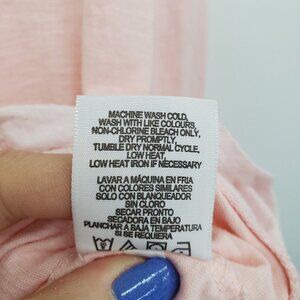 MACHINE WASH COLD,
WASH WITH LIKE COLOURS,
NON-CHLORINE BLEACH ONLY,
DRY PROMPTLY
TUMBLE DRY NORMAL CYCLE,
LOW HEAT,
LOW HEAT IRON IF NECESSARY
LAVAR A MÁQUINA EN FRIA
CON COLORES SIMILARES
SOLO CON BLANQUEADOR
SIN CLORO
SECAR PRONTO
SECADORA EN BAJO
PLANCHAR A BAJA TEMPERATURA
SI SE REQUIERA